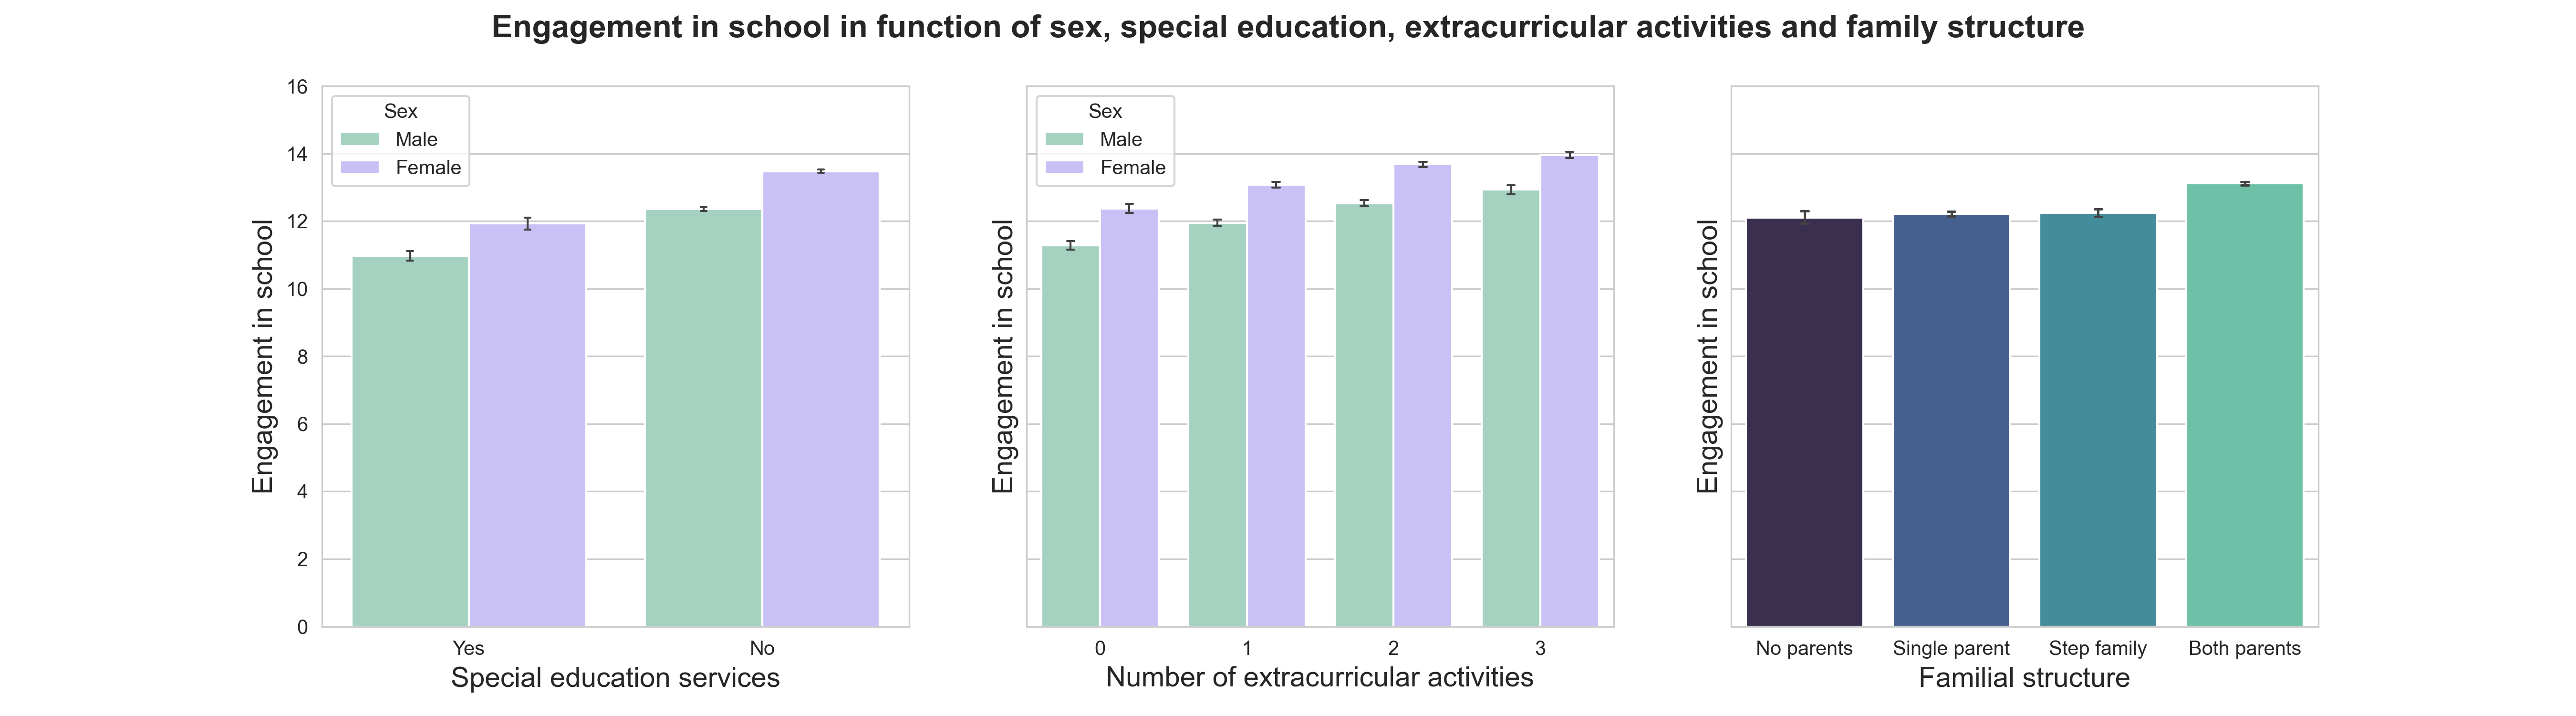 Engagement in school in function of sex, special education, extracurricular activities and family structure
16
14
12
10
8
6
4
2
0
Engagement in school
Sex
Male
Female
Yes
No
Special education services
Engagement in school
Sex
Male
Female
0
1
2
3
Number of extracurricular activities
Engagement in school
No parents
Single parent
Step family
Both parents
Familial structure